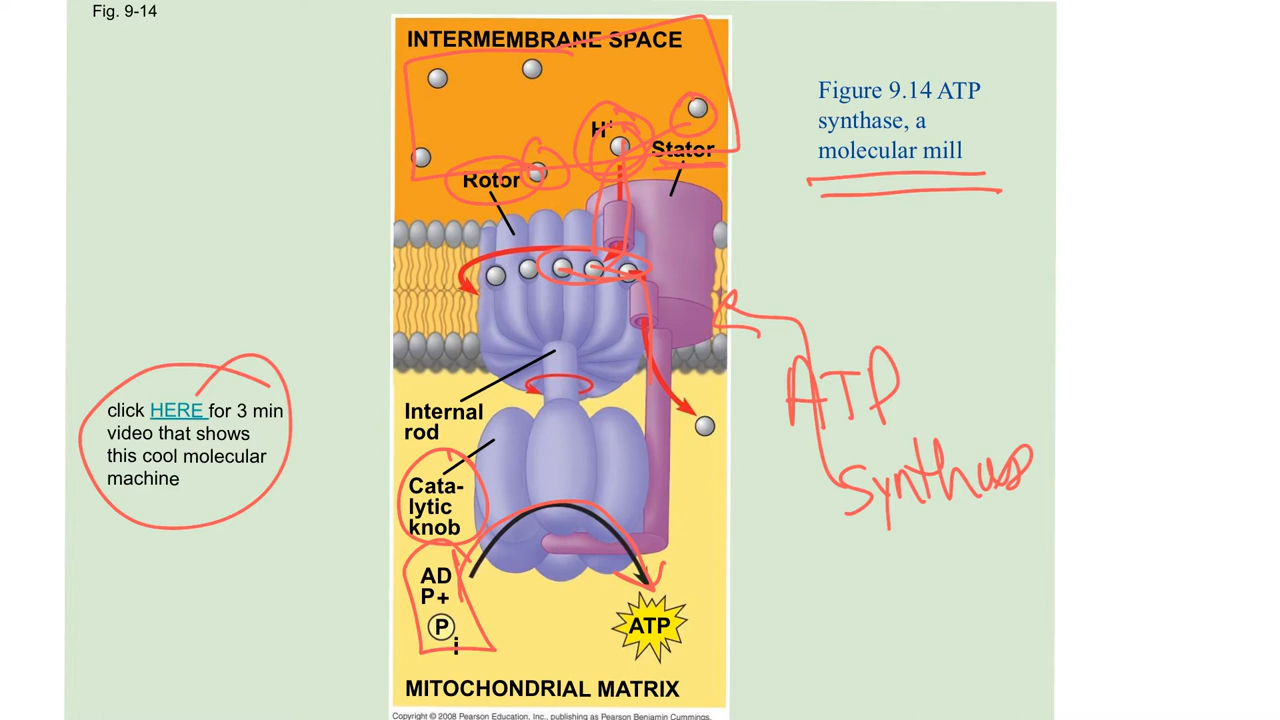 Fig. 9-14
INTERMEMBRANE SPACE
H+
Stator
Rotor
Figure 9.14 ATP
synthase, a
molecular mill
Internal
rod
Cata-
lytic
knob
AD
P+
P
i
ATP
MITOCHONDRIAL MATRIX
click HERE for 3 min
video that shows
this cool molecular
machine
ATP
Synthase
Copyright © 2008 Pearson Education, Inc., publishing as Pearson Benjamin Cummings.